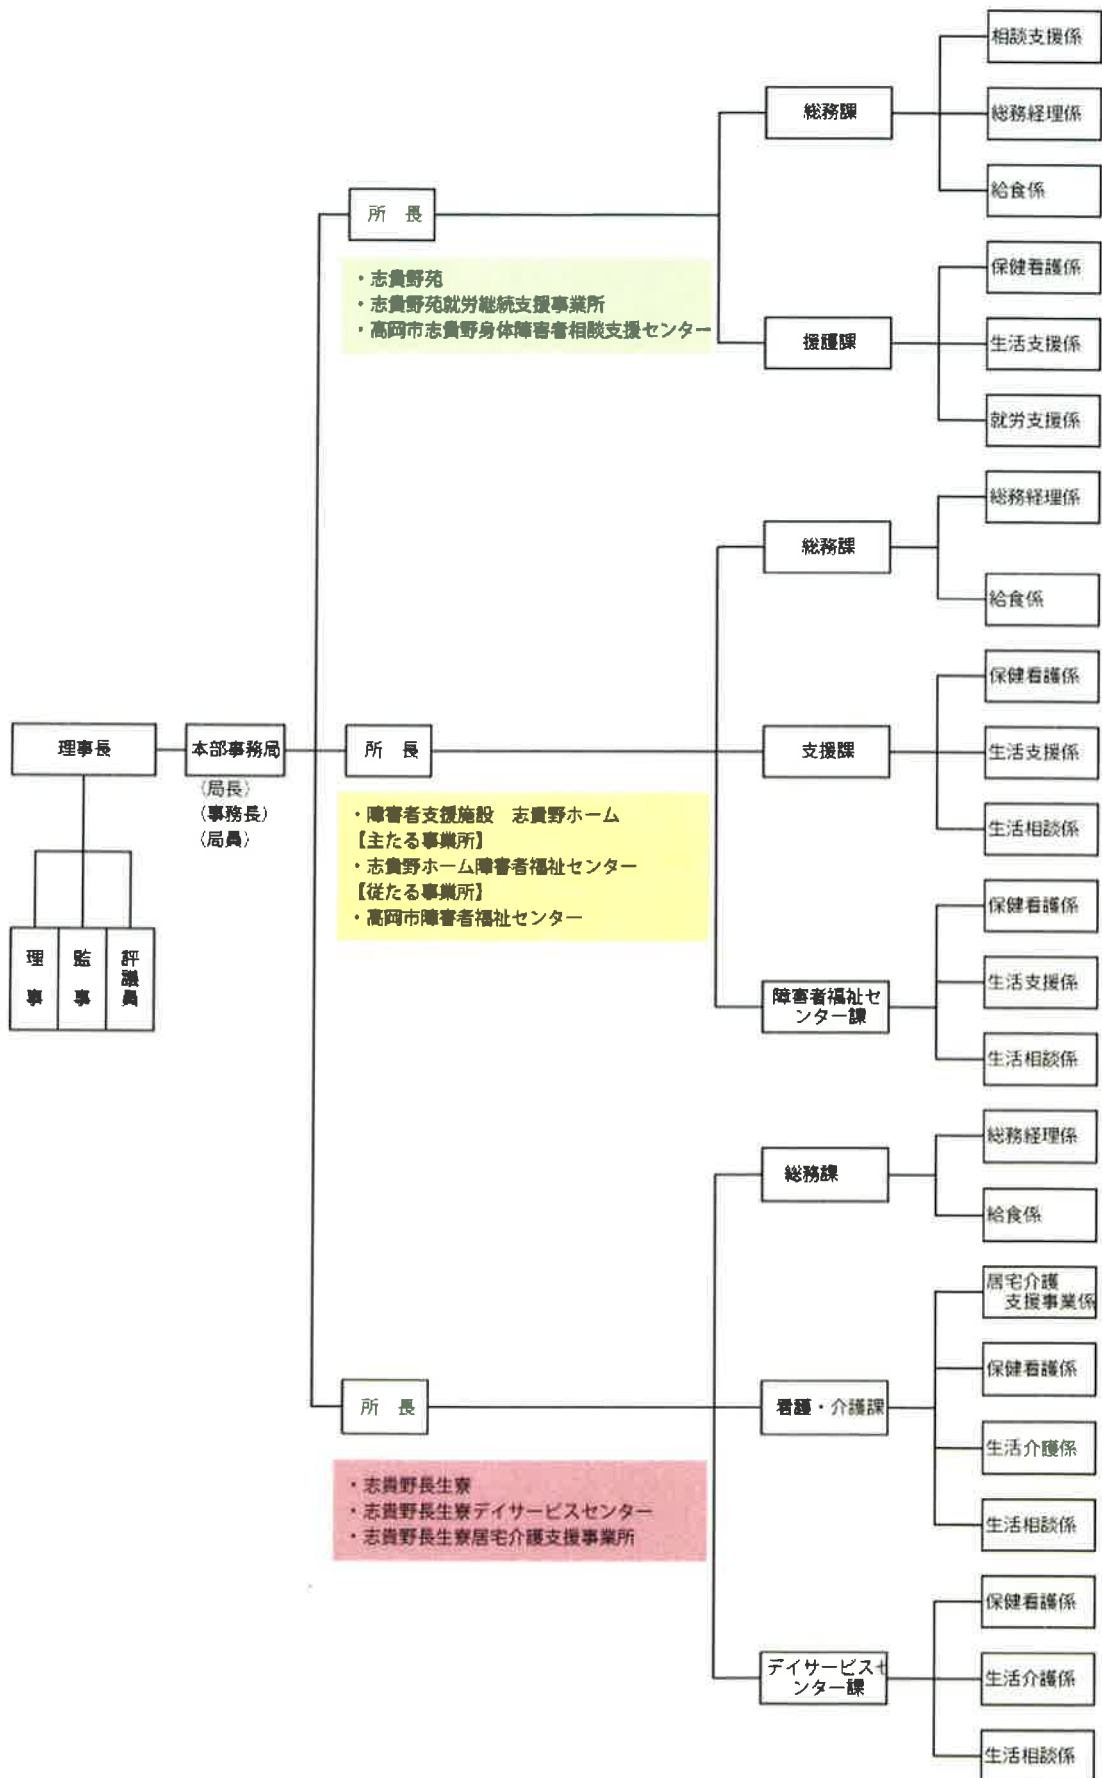 相談支援係
総務課
総務経理係
給食係
所　長
・志貴野苑
・志貴野苑就労継続支援事業所
・高岡市志貴野身体障害者相談支援センター
保健看護係
援護課
生活支援係
就労支援係
総務課
総務経理係
給食係
保健看護係
理事長
本部事務局
（局長）
（事務長）
（局員）
所　長
支援課
生活支援係
生活相談係
・障害者支援施設　志貴野ホーム
【主たる事業所】
・志貴野ホーム障害者福祉センター
【従たる事業所】
・高岡市障害者福祉センター
理事
監事
評議員
保健看護係
障害者福祉セ
ンター課
生活支援係
生活相談係
総務課
総務経理係
給食係
居宅介護
支援事業係
保健看護係
所　長
看護・介護課
生活介護係
生活相談係
・志貴野長生寮
・志貴野長生寮デイサービスセンター
・志貴野長生寮居宅介護支援事業所
保健看護係
デイサービスセ
ンター課
生活介護係
生活相談係